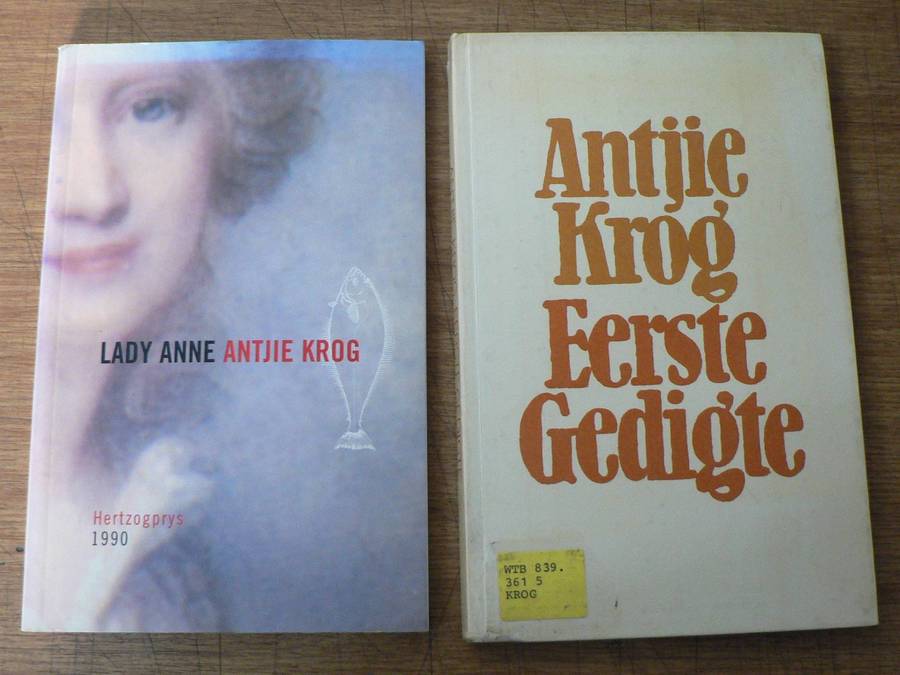 LADY ANNE ANTJIE KROG
Hertzogprys
1990
Antjie
Krog
Eerste
Gedigte
WTB 839.
361 5
KROG